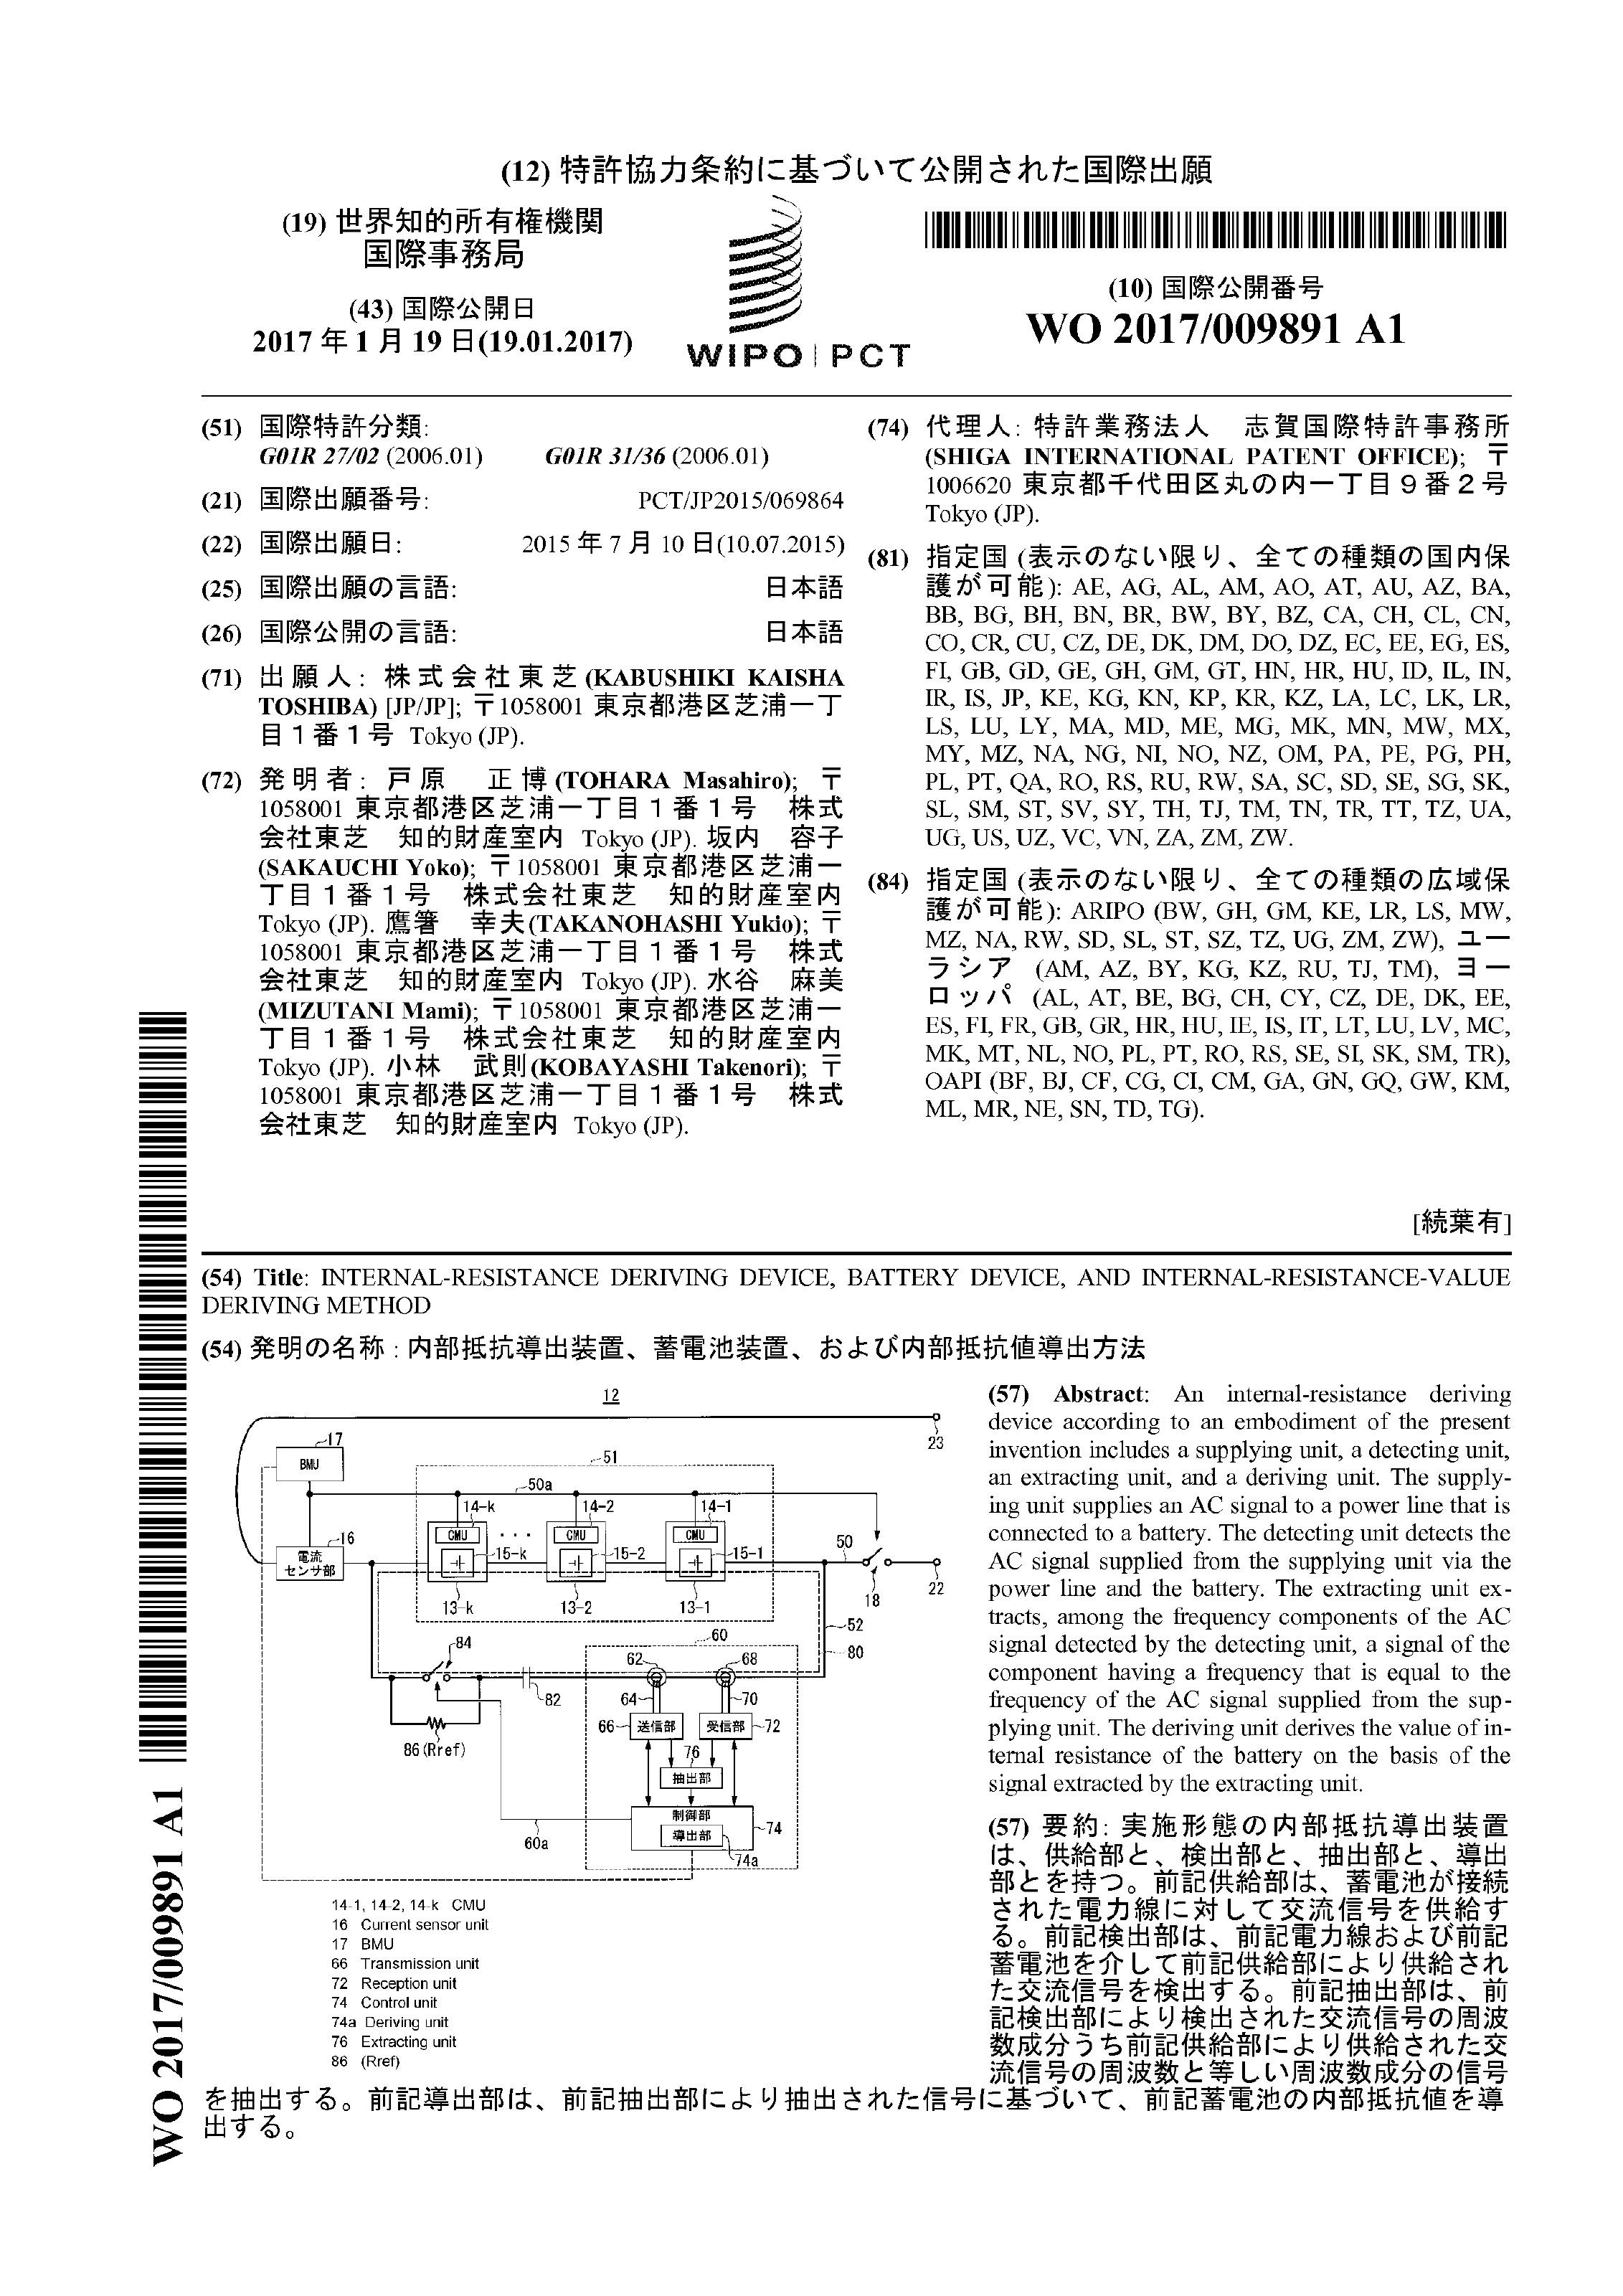 (12) 特許協力条約に基づいて公開された国際出願
(19) 世界知的所有権機関
国際事務局
(43) 国際公開日
2017 年 1 月 19 日(19.01.2017)
WIPO | PCT
(10) 国際公開番号
WO 2017/009891 A1
(51) 国際特許分類:
G01R 27/02 (2006.01) G01R 31/36 (2006.01)
(21) 国際出願番号: PCT/JP2015/069864
(22) 国際出願日: 2015 年 7 月 10 日(10.07.2015)
(25) 国際出願の言語: 日本語
(26) 国際公開の言語: 日本語
(71) 出願人: 株式会社東芝(KABUSHIKI KAISHA
TOSHIBA) [JP/JP]; 〒1058001 東京都港区芝浦一丁
目1番1号 Tokyo (JP).
(72) 発明者: 戸原 正博(TOHARA Masahiro); 〒
1058001 東京都港区芝浦一丁目1番1号 株式
会社東芝 知的財産室内 Tokyo (JP). 坂内 容子
(SAKAUCHI Yoko); 〒1058001 東京都港区芝浦一
丁目1番1号 株式会社東芝 知的財産室内
Tokyo (JP). 鷹箸 幸夫(TAKANOHASHI Yukio); 〒
1058001 東京都港区芝浦一丁目1番1号 株式
会社東芝 知的財産室内 Tokyo (JP). 水谷 麻美
(MIZUTANI Mami); 〒1058001 東京都港区芝浦一
丁目1番1号 株式会社東芝 知的財産室内
Tokyo (JP). 小林 武則(KOBAYASHI Takenori); 〒
1058001 東京都港区芝浦一丁目1番1号 株式
会社東芝 知的財産室内 Tokyo (JP).
(74) 代理人: 特許業務法人 志賀国際特許事務所
(SHIGA INTERNATIONAL PATENT OFFICE); 〒
1006620 東京都千代田区丸の内一丁目9番2号
Tokyo (JP).
(81) 指定国 (表示のない限り、全ての種類の国内保
護が可能): AE, AG, AL, AM, AO, AT, AU, AZ, BA,
BB, BG, BH, BN, BR, BW, BY, BZ, CA, CH, CL, CN,
CO, CR, CU, CZ, DE, DK, DM, DO, DZ, EC, EE, EG, ES,
FI, GB, GD, GE, GH, GM, GT, HN, HR, HU, ID, IL, IN,
IR, IS, JP, KE, KG, KN, KP, KR, KZ, LA, LC, LK, LR,
LS, LU, LY, MA, MD, ME, MG, MK, MN, MW, MX,
MY, MZ, NA, NG, NI, NO, NZ, OM, PA, PE, PG, PH,
PL, PT, QA, RO, RS, RU, RW, SA, SC, SD, SE, SG, SK,
SL, SM, ST, SV, SY, TH, TJ, TM, TN, TR, TT, TZ, UA,
UG, US, UZ, VC, VN, ZA, ZM, ZW.
(84) 指定国 (表示のない限り、全ての種類の広域保
護が可能): ARIPO (BW, GH, GM, KE, LR, LS, MW,
MZ, NA, RW, SD, SL, ST, SZ, TZ, UG, ZM, ZW), ユー
ラシア (AM, AZ, BY, KG, KZ, RU, TJ, TM), ヨー
ロッパ (AL, AT, BE, BG, CH, CY, CZ, DE, DK, EE,
ES, FI, FR, GB, GR, HR, HU, IE, IS, IT, LT, LU, LV, MC,
MK, MT, NL, NO, PL, PT, RO, RS, SE, SI, SK, SM, TR),
OAPI (BF, BJ, CF, CG, CI, CM, GA, GN, GQ, GW, KM,
ML, MR, NE, SN, TD, TG).
[続葉有]
(54) Title: INTERNAL-RESISTANCE DERIVING DEVICE, BATTERY DEVICE, AND INTERNAL-RESISTANCE-VALUE
DERIVING METHOD
(54) 発明の名称 : 内部抵抗導出装置、蓄電池装置、および内部抵抗値導出方法
12
23
17
BMU
51
50a
14-k 14-2 14-1
CMU ··· CMU CMU
16
電流
センサ部
15-k 15-2 15-1
50
18
22
13-k 13-2 13-1
52
60
80
84
62 68
82
64 70
86(Rref)
66 送信部 受信部 72
76
抽出部
制御部
導出部
74
74a
60a
14-1, 14-2, 14-k CMU
16 Current sensor unit
17 BMU
66 Transmission unit
72 Reception unit
74 Control unit
74a Deriving unit
76 Extracting unit
86 (Rref)
(57) Abstract: An internal-resistance deriving
device according to an embodiment of the present
invention includes a supplying unit, a detecting unit,
an extracting unit, and a deriving unit. The supply-
ing unit supplies an AC signal to a power line that is
connected to a battery. The detecting unit detects the
AC signal supplied from the supplying unit via the
power line and the battery. The extracting unit ex-
tracts, among the frequency components of the AC
signal detected by the detecting unit, a signal of the
component having a frequency that is equal to the
frequency of the AC signal supplied from the sup-
plying unit. The deriving unit derives the value of in-
ternal resistance of the battery on the basis of the
signal extracted by the extracting unit.
(57) 要約: 実施形態の内部抵抗導出装置
は、供給部と、検出部と、抽出部と、導出
部とを持つ。前記供給部は、蓄電池が接続
された電力線に対して交流信号を供給す
る。前記検出部は、前記電力線および前記
蓄電池を介して前記供給部により供給され
た交流信号を検出する。前記抽出部は、前
記検出部により検出された交流信号の周波
数成分うち前記供給部により供給された交
流信号の周波数と等しい周波数成分の信号
を抽出する。前記導出部は、前記抽出部により抽出された信号に基づいて、前記蓄電池の内部抵抗値を導
出する。
WO 2017/009891 A1